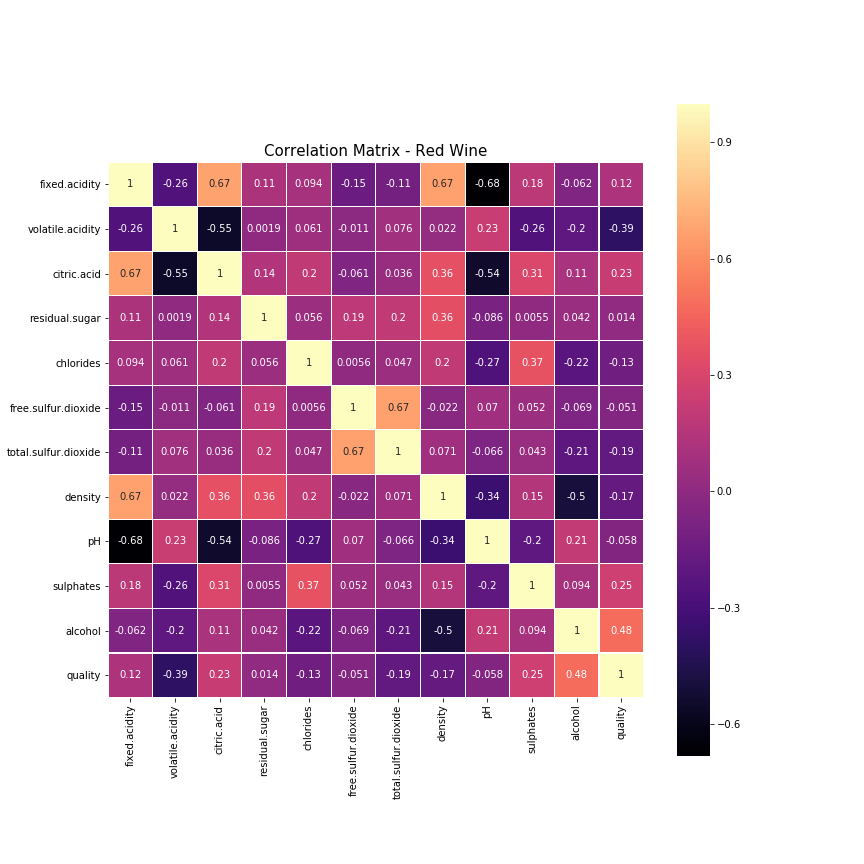 Correlation Matrix - Red Wine
fixed.acidity 1 -0.26 0.67 0.11 0.094 -0.15 -0.11 0.67 -0.68 0.18 -0.062 0.12
volatile.acidity -0.26 1 -0.55 0.0019 0.061 -0.011 0.076 0.022 0.23 -0.26 -0.2 -0.39
citric.acid 0.67 -0.55 1 0.14 0.2 -0.061 0.036 0.36 -0.54 0.31 0.11 0.23
residual.sugar 0.11 0.0019 0.14 1 0.056 0.19 0.2 0.36 -0.086 0.0055 0.042 0.014
chlorides 0.094 0.061 0.2 0.056 1 0.0056 0.047 0.2 -0.27 0.37 -0.22 -0.13
free.sulfur.dioxide -0.15 -0.011 -0.061 0.19 0.0056 1 0.67 -0.022 0.07 0.052 -0.069 -0.051
total.sulfur.dioxide -0.11 0.076 0.036 0.2 0.047 0.67 1 0.071 -0.066 0.043 -0.21 -0.19
density 0.67 0.022 0.36 0.36 0.2 -0.022 0.071 1 -0.34 0.15 -0.5 -0.17
pH -0.68 0.23 -0.54 -0.086 -0.27 0.07 -0.066 -0.34 1 -0.2 0.21 -0.058
sulphates 0.18 -0.26 0.31 0.0055 0.37 0.052 0.043 0.15 -0.2 1 0.094 0.25
alcohol -0.062 -0.2 0.11 0.042 -0.22 -0.069 -0.21 -0.5 0.21 0.094 1 0.48
quality 0.12 -0.39 0.23 0.014 -0.13 -0.051 -0.19 -0.17 -0.058 0.25 0.48 1
fixed.acidity
volatile.acidity
citric.acid
residual.sugar
chlorides
free.sulfur.dioxide
total.sulfur.dioxide
density
pH
sulphates
alcohol
quality
0.9
0.6
0.3
0.0
−0.3
−0.6